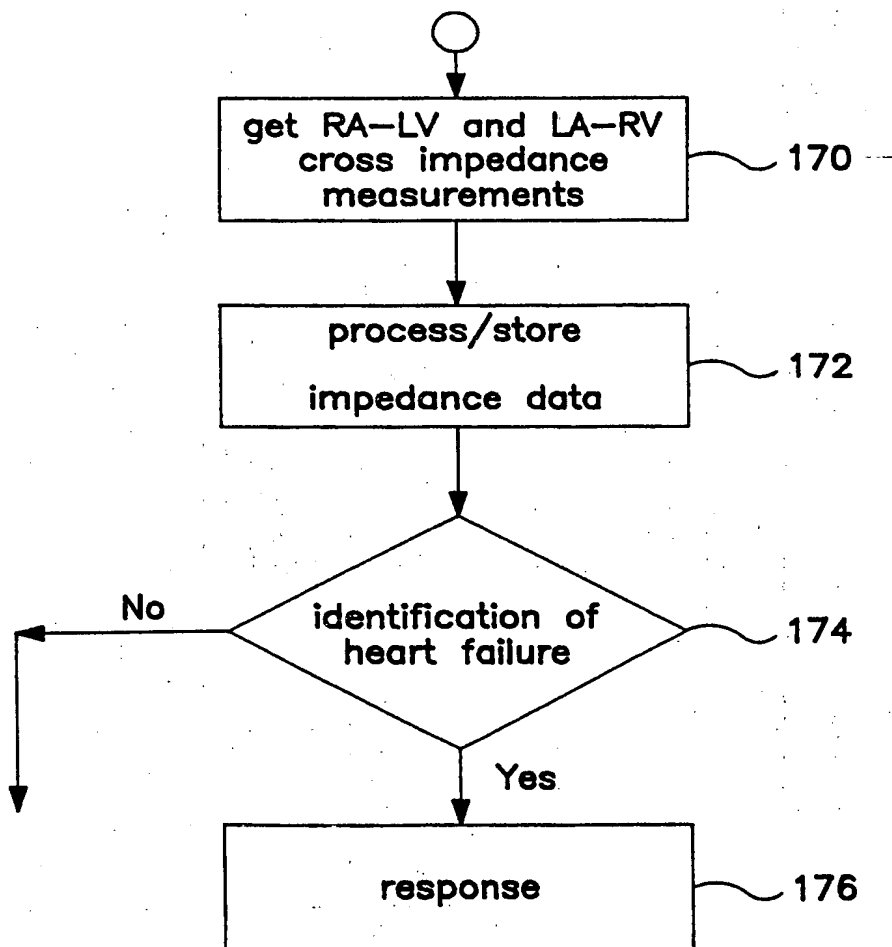 get RA-LV and LA-RV
cross impedance
measurements
170
process/store
impedance data
172
No
identification of
heart failure
174
Yes
response
176